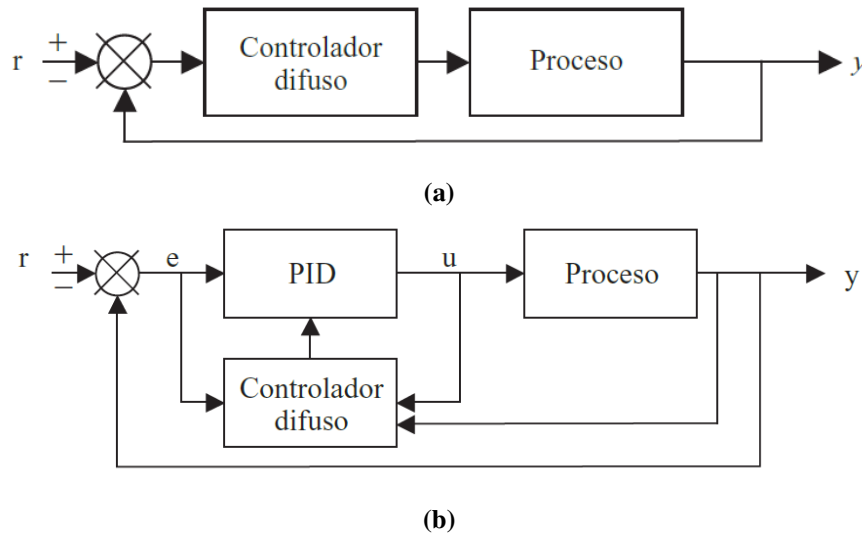 r + − Controlador difuso Proceso y
(a)
r + − e PID u Proceso y
Controlador difuso
(b)